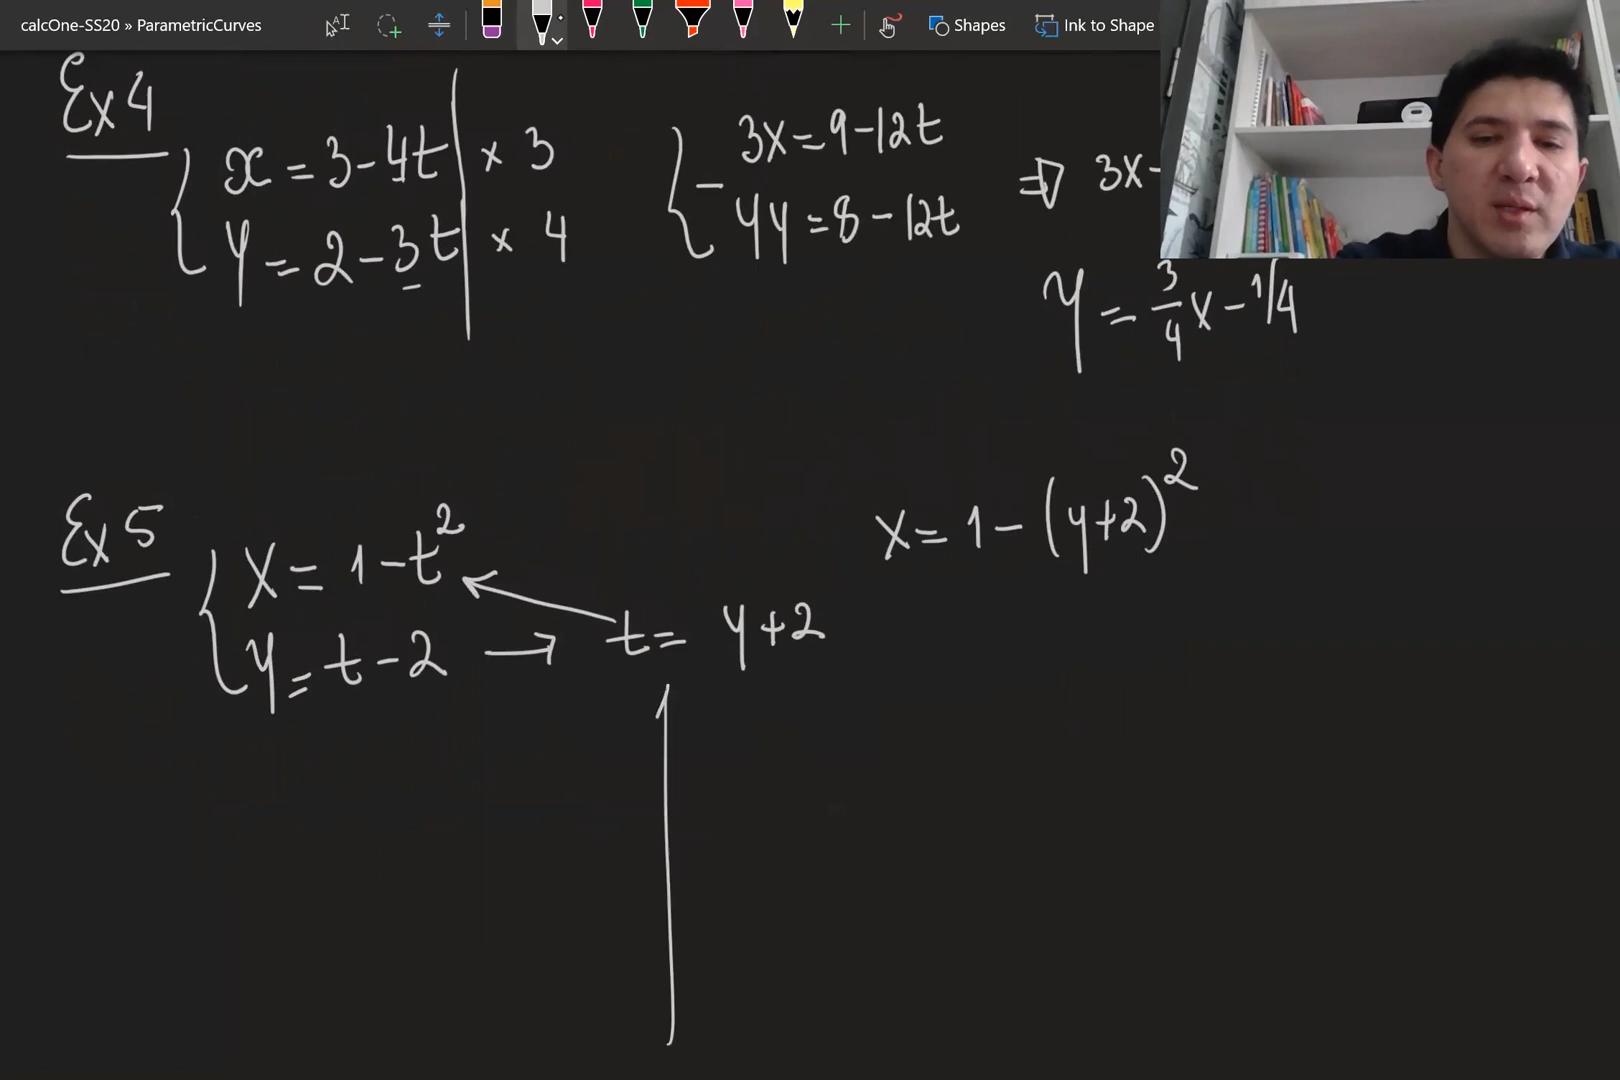 calcOne-SS20 » ParametricCurves
Shapes
Ink to Shape
Ex 4
x = 3 - 4t × 3
y = 2 - 3t × 4
3x = 9 - 12t
- 4y = 8 - 12t
⇒ 3x -
y = 3/4 x - 1/4
Ex 5
x = 1 - t²
y = t - 2 → t = y + 2
x = 1 - (y+2)²